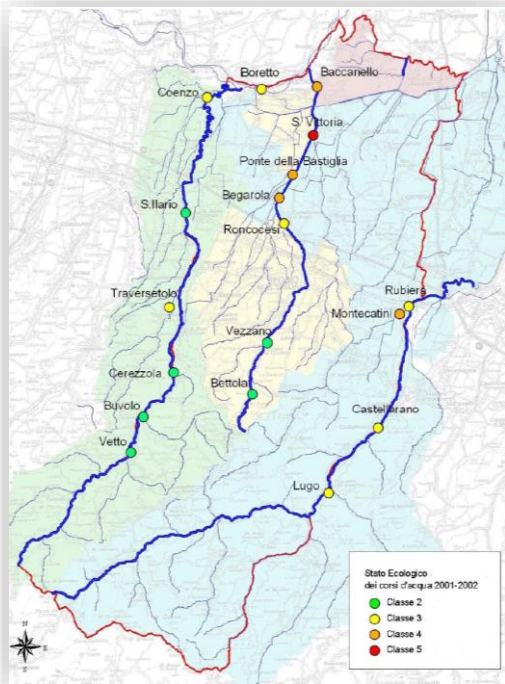 Boretto
Baccanello
Coenzo
S. Vittoria
Ponte della Bastiglia
Begarola
S.Ilario
Roncocesi
Traversetolo
Rubiera
Montecatini
Vezzano
Cerezzola
Bettola
Buvolo
Castellarano
Vetto
Lugo
Stato Ecologico
dei corsi d'acqua 2001-2002
Classe 2
Classe 3
Classe 4
Classe 5